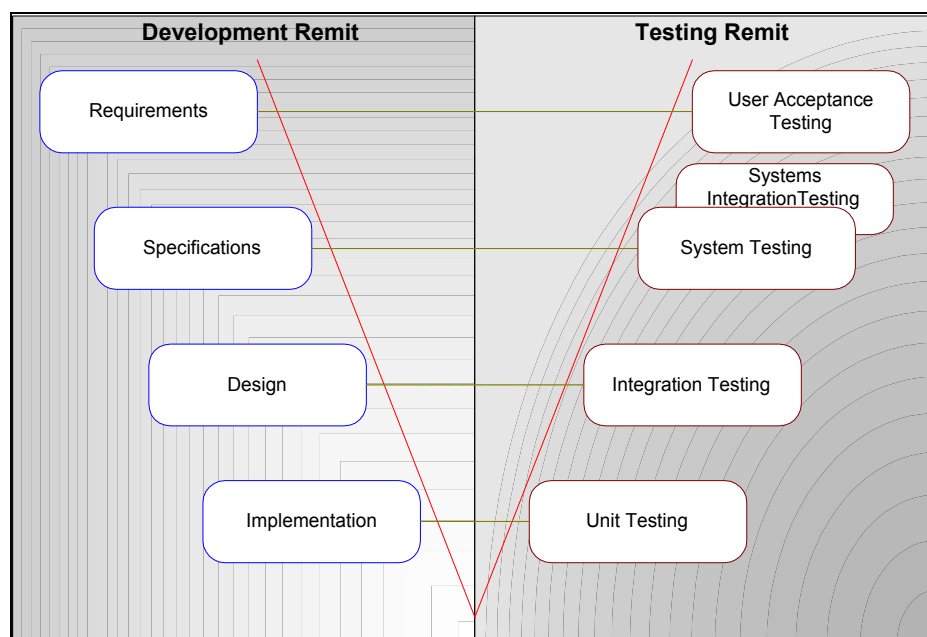 Development Remit
Testing Remit
Requirements
User Acceptance
Testing
Systems
IntegrationTesting
Specifications
System Testing
Design
Integration Testing
Implementation
Unit Testing